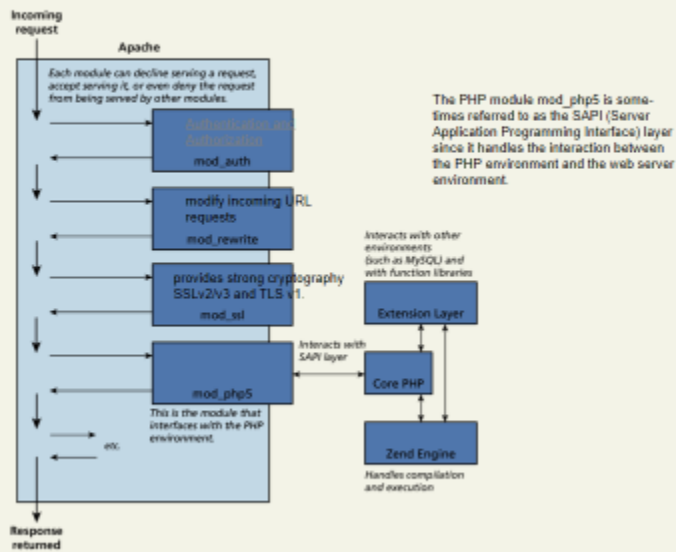 Incoming
request
Apache
Each module can decline serving a request,
accept serving it, or even deny the request
from being served by other modules.
Authentication and
Authorization
mod_auth
modify incoming URL
requests
mod_rewrite
provides strong cryptography
SSLv2/v3 and TLS v1.
mod_ssl
mod_php5
This is the module that
interfaces with the PHP
environment.
etc.
Response
returned
Interacts with
SAPI layer
The PHP module mod_php5 is some-
times referred to as the SAPI (Server
Application Programming Interface) layer
since it handles the interaction between
the PHP environment and the web server
environment.
Interacts with other
environments
(such as MySQL) and
with function libraries
Extension Layer
Core PHP
Zend Engine
Handles compilation
and execution